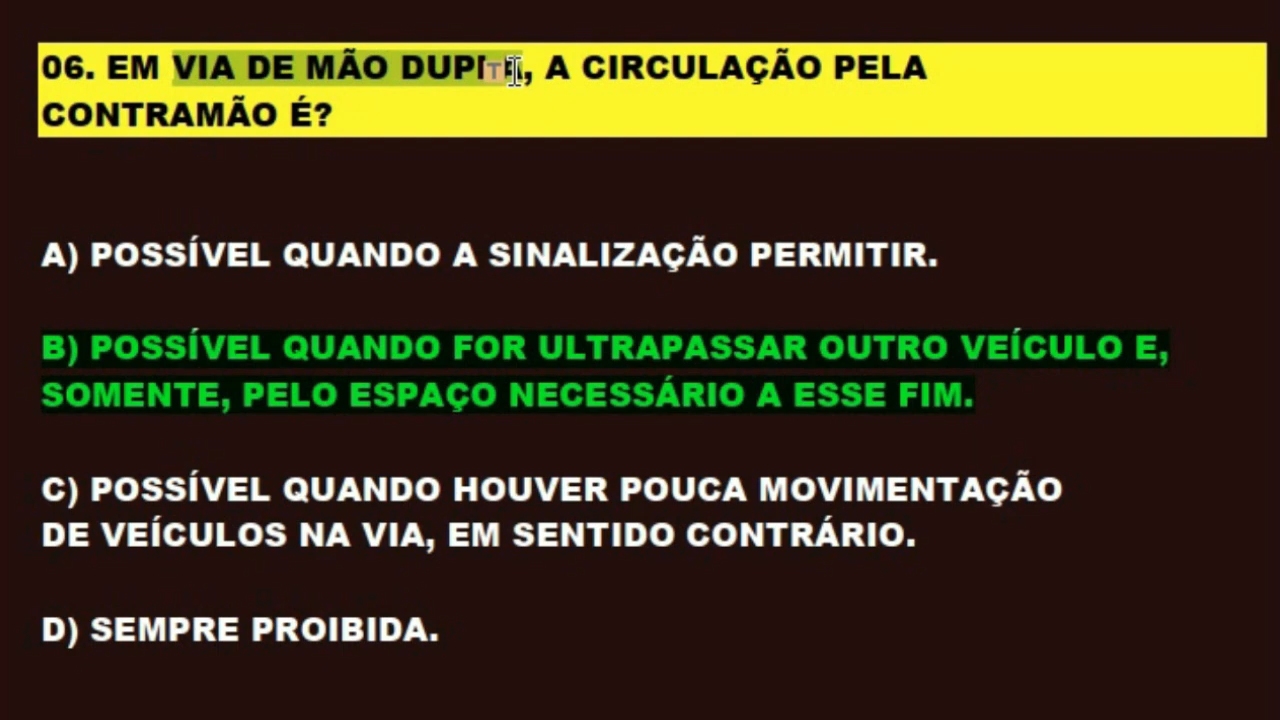 06. EM VIA DE MÃO DUPLA, A CIRCULAÇÃO PELA
CONTRAMÃO É?
A) POSSÍVEL QUANDO A SINALIZAÇÃO PERMITIR.
B) POSSÍVEL QUANDO FOR ULTRAPASSAR OUTRO VEÍCULO E,
SOMENTE, PELO ESPAÇO NECESSÁRIO A ESSE FIM.
C) POSSÍVEL QUANDO HOUVER POUCA MOVIMENTAÇÃO
DE VEÍCULOS NA VIA, EM SENTIDO CONTRÁRIO.
D) SEMPRE PROIBIDA.